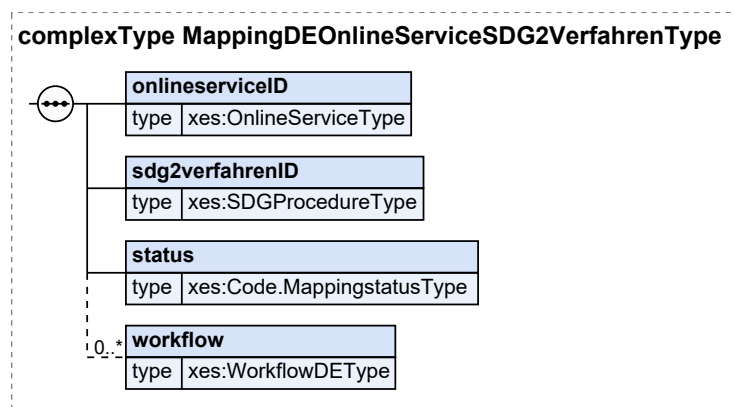 complexType MappingDEOnlineServiceSDG2VerfahrenType
onlineserviceID
type xes:OnlineServiceType
sdg2verfahrenID
type xes:SDGProcedureType
status
type xes:Code.MappingstatusType
0..* workflow
type xes:WorkflowDEType